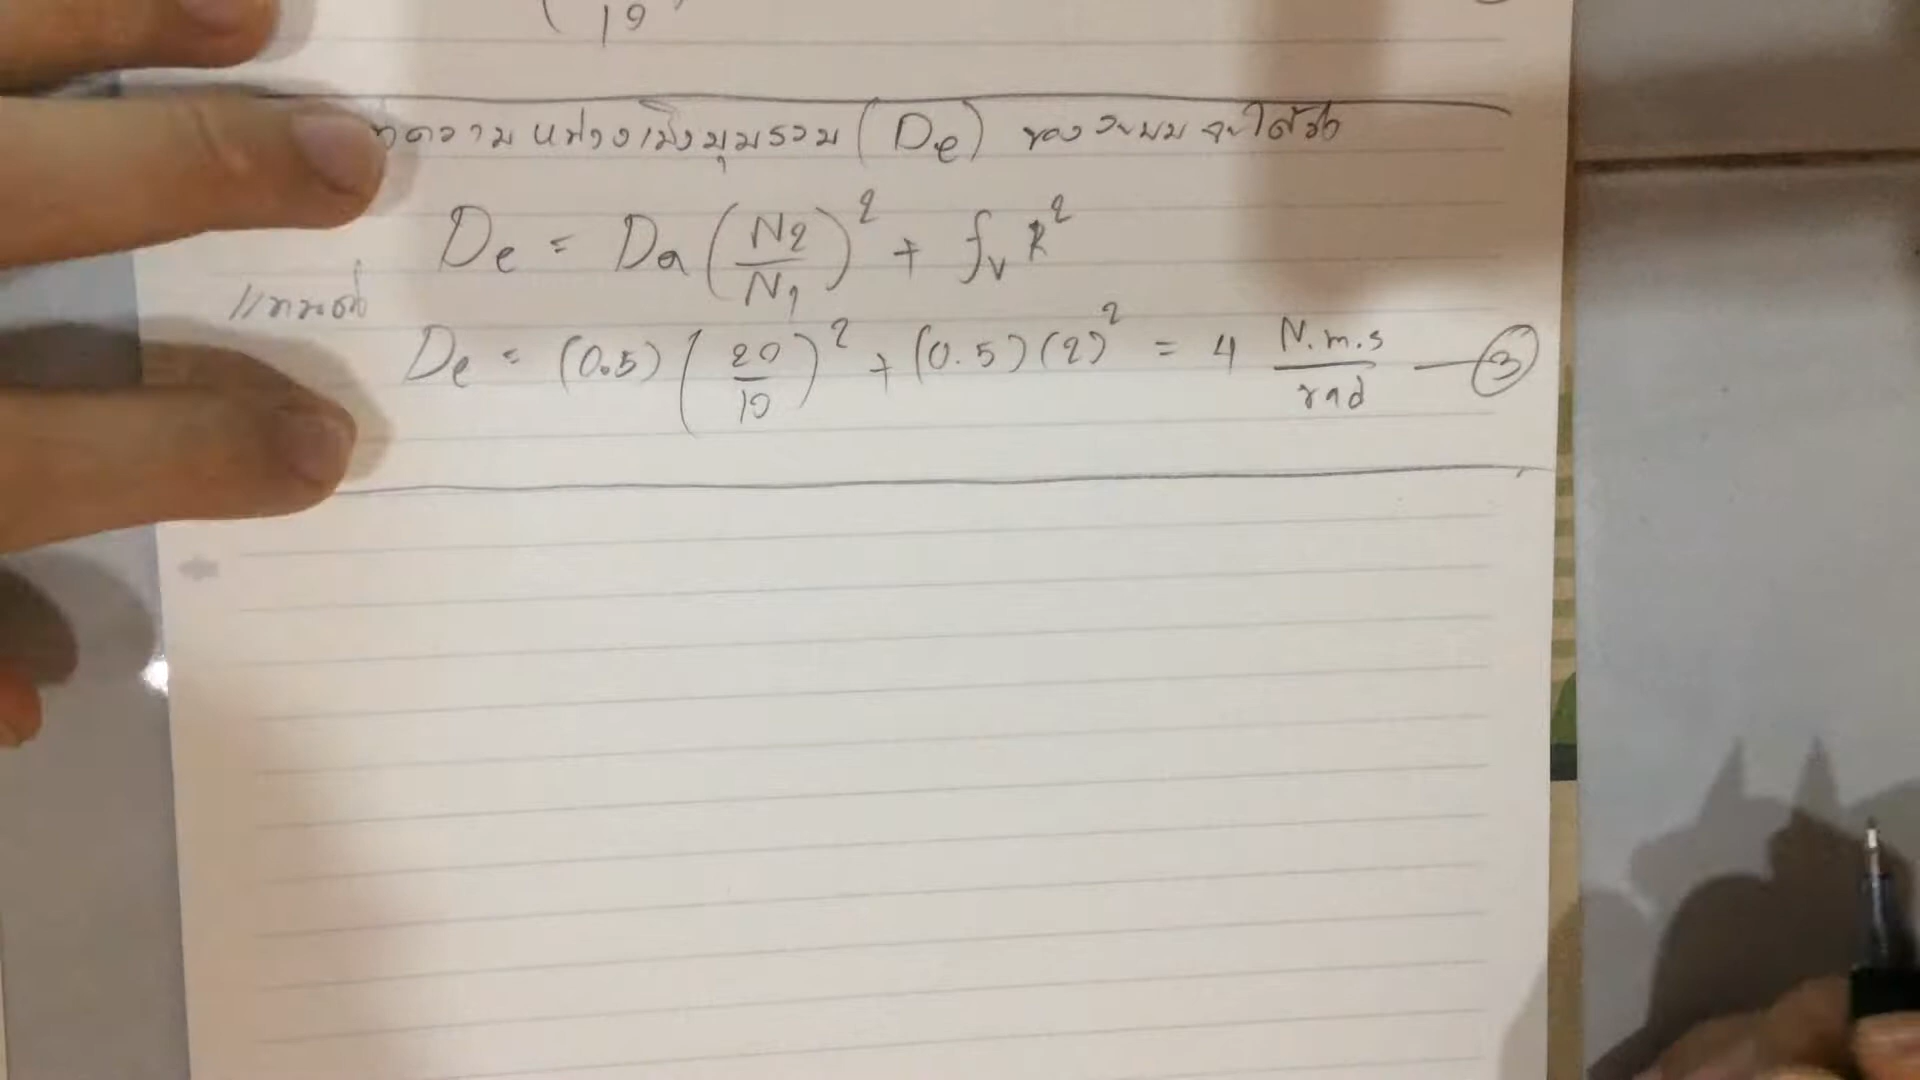 10
ความหน่วงเชิงมุมรวม (De) ของระบบ จะได้ว่า
De = Da (N2/N1)² + fv R²
แทนค่า
De = (0.5) (20/10)² + (0.5)(2)² = 4 N.m.s/rad — ③